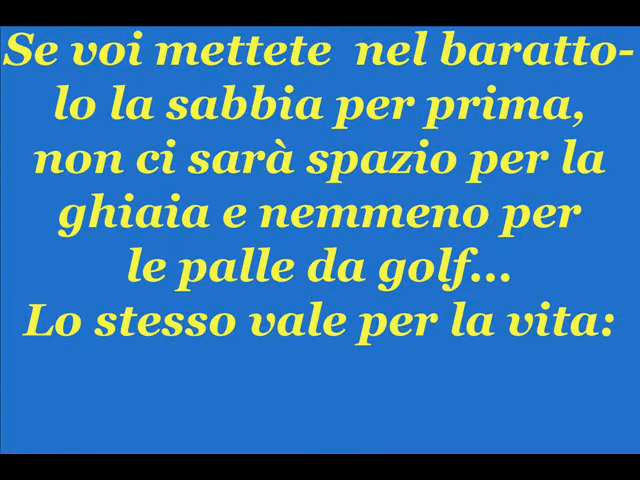 Se voi mettete  nel baratto-
lo la sabbia per prima,
non ci sarà spazio per la
ghiaia e nemmeno per
le palle da golf...
Lo stesso vale per la vita: